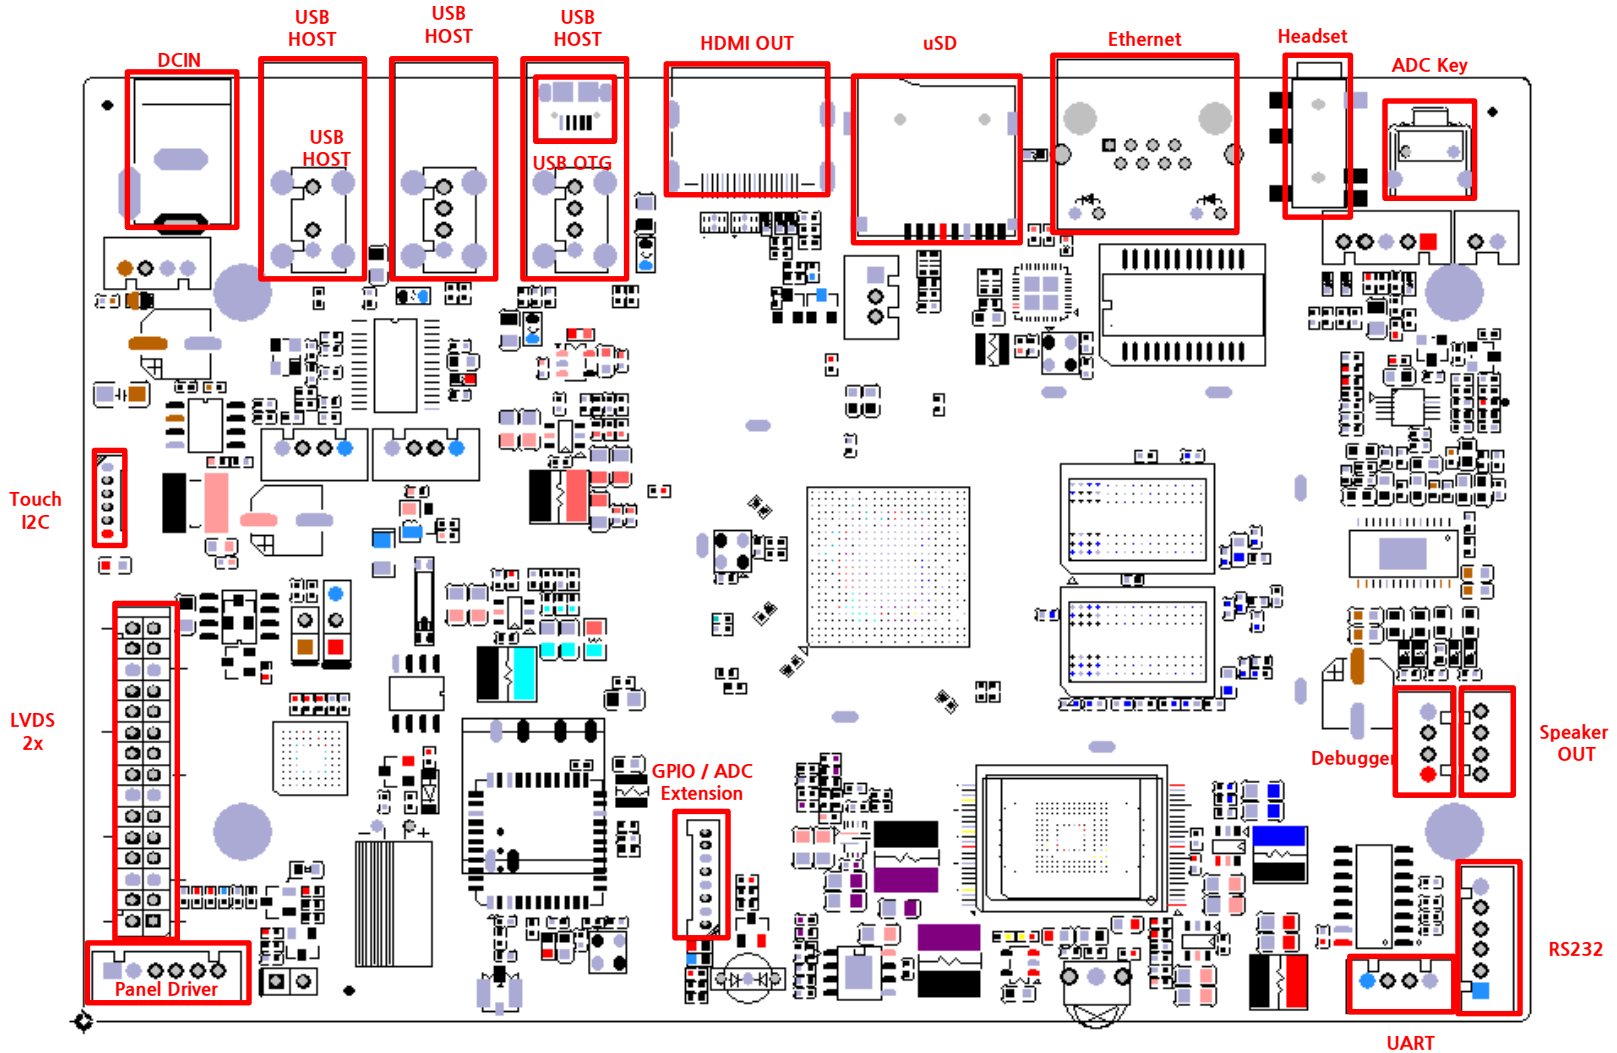 USB
HOST
USB
HOST
USB
HOST
DCIN
HDMI OUT
uSD
Ethernet
Headset
ADC Key
USB
HOST
USB OTG
Touch
I2C
LVDS
2x
GPIO / ADC
Extension
Debugger
Speaker
OUT
RS232
Panel Driver
UART